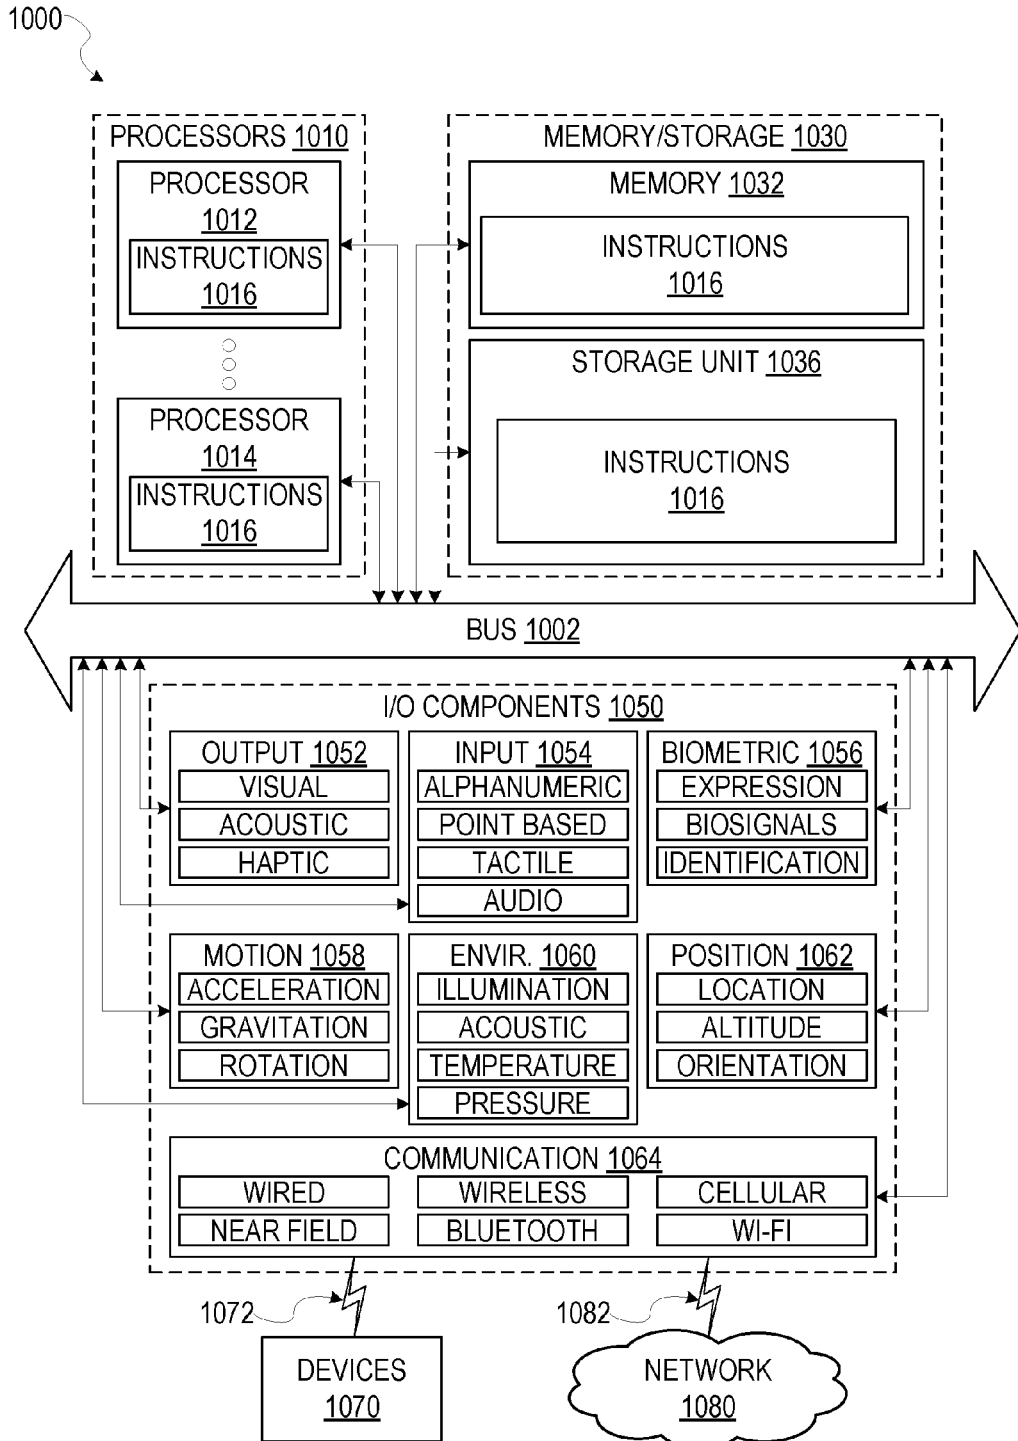 1000
PROCESSORS 1010
PROCESSOR
1012
INSTRUCTIONS
1016
PROCESSOR
1014
INSTRUCTIONS
1016
MEMORY/STORAGE 1030
MEMORY 1032
INSTRUCTIONS
1016
STORAGE UNIT 1036
INSTRUCTIONS
1016
BUS 1002
I/O COMPONENTS 1050
OUTPUT 1052
VISUAL
ACOUSTIC
HAPTIC
INPUT 1054
ALPHANUMERIC
POINT BASED
TACTILE
AUDIO
BIOMETRIC 1056
EXPRESSION
BIOSIGNALS
IDENTIFICATION
MOTION 1058
ACCELERATION
GRAVITATION
ROTATION
ENVIR. 1060
ILLUMINATION
ACOUSTIC
TEMPERATURE
PRESSURE
POSITION 1062
LOCATION
ALTITUDE
ORIENTATION
COMMUNICATION 1064
WIRED
WIRELESS
CELLULAR
NEAR FIELD
BLUETOOTH
WI-FI
1072
1082
DEVICES
1070
NETWORK
1080